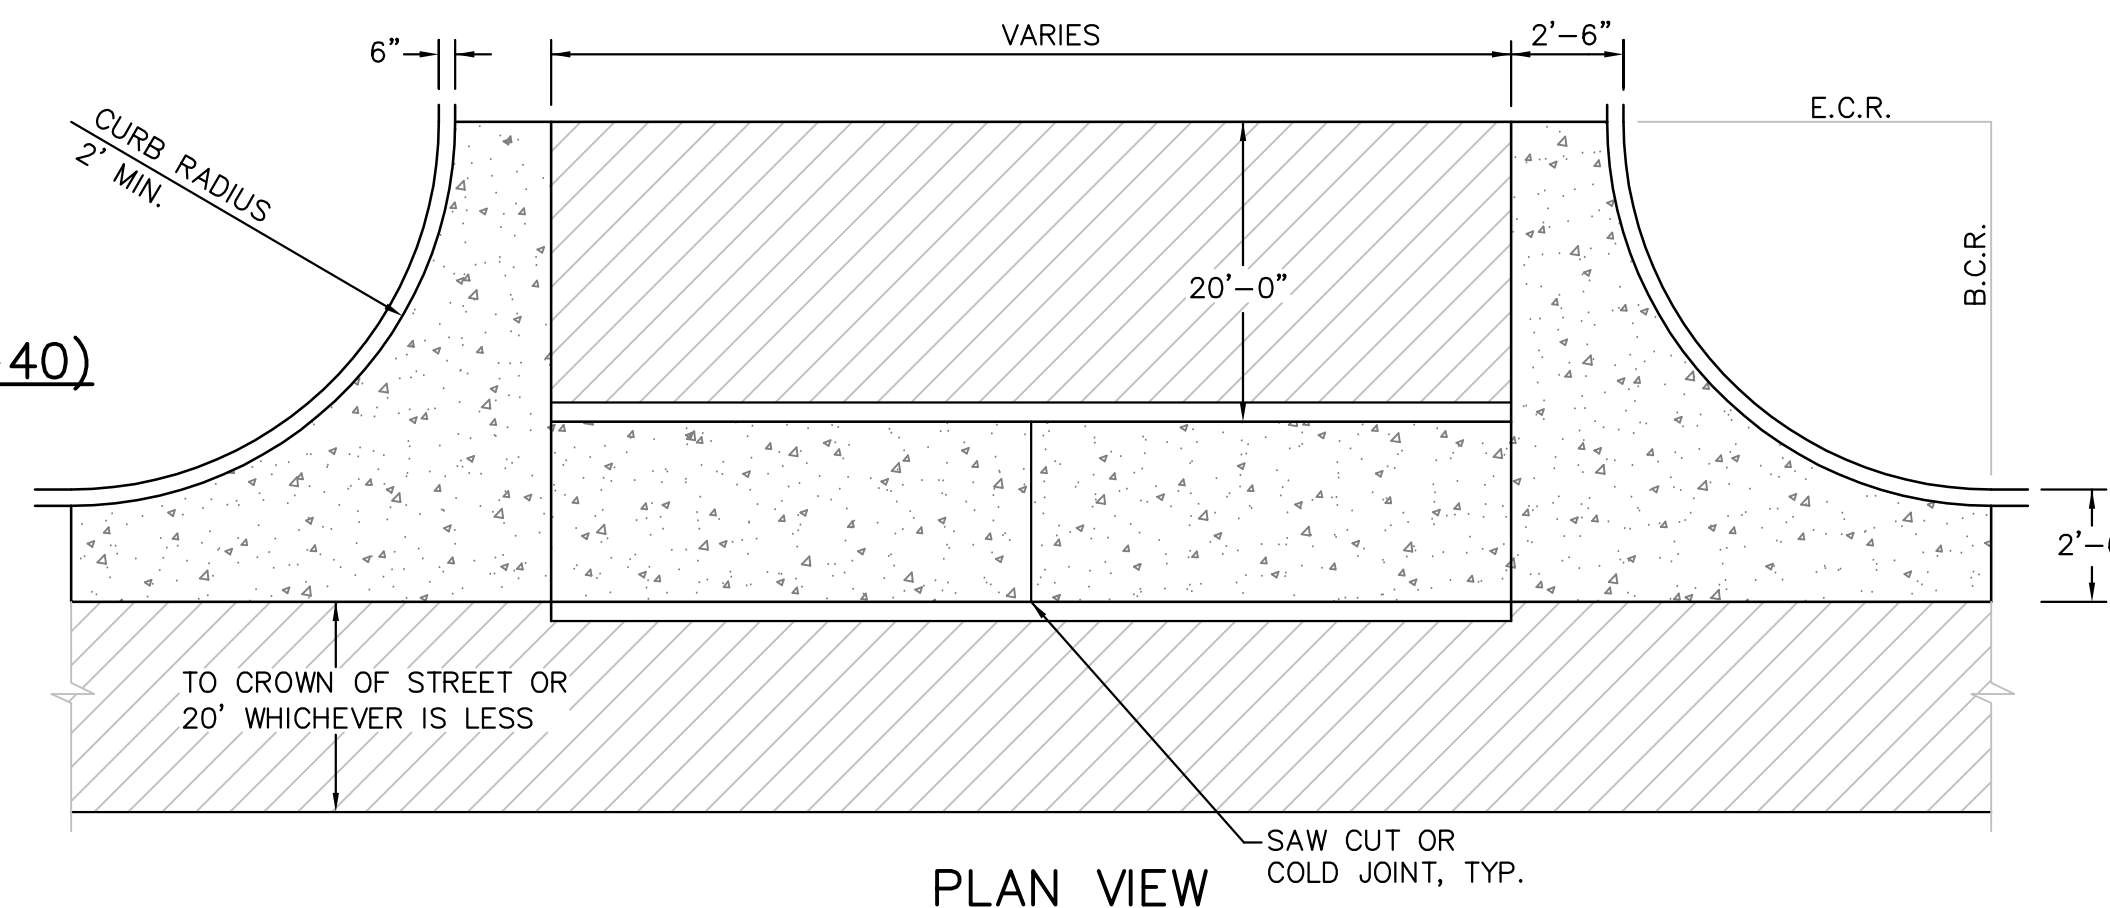 VARIES
2'-6"
6"
E.C.R.
CURB RADIUS
2' MIN.
B.C.R.
20'-0"
40)
TO CROWN OF STREET OR
20' WHICHEVER IS LESS
SAW CUT OR
COLD JOINT, TYP.
PLAN VIEW